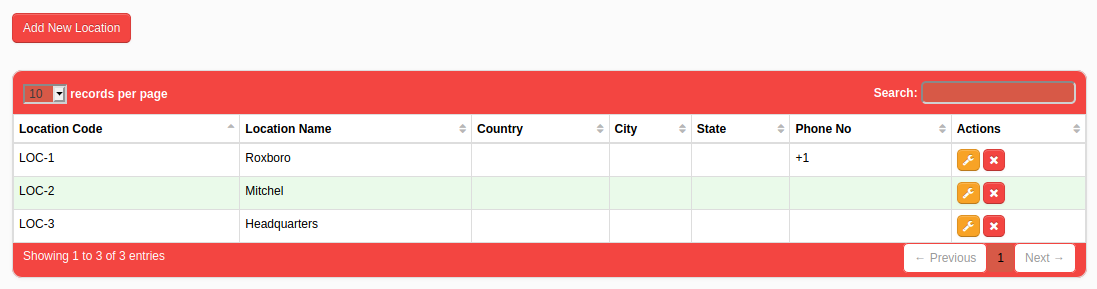 Add New Location
10 records per page Search:
Location Code Location Name Country City State Phone No Actions
LOC-1 Roxboro +1
LOC-2 Mitchel
LOC-3 Headquarters
Showing 1 to 3 of 3 entries ← Previous 1 Next →